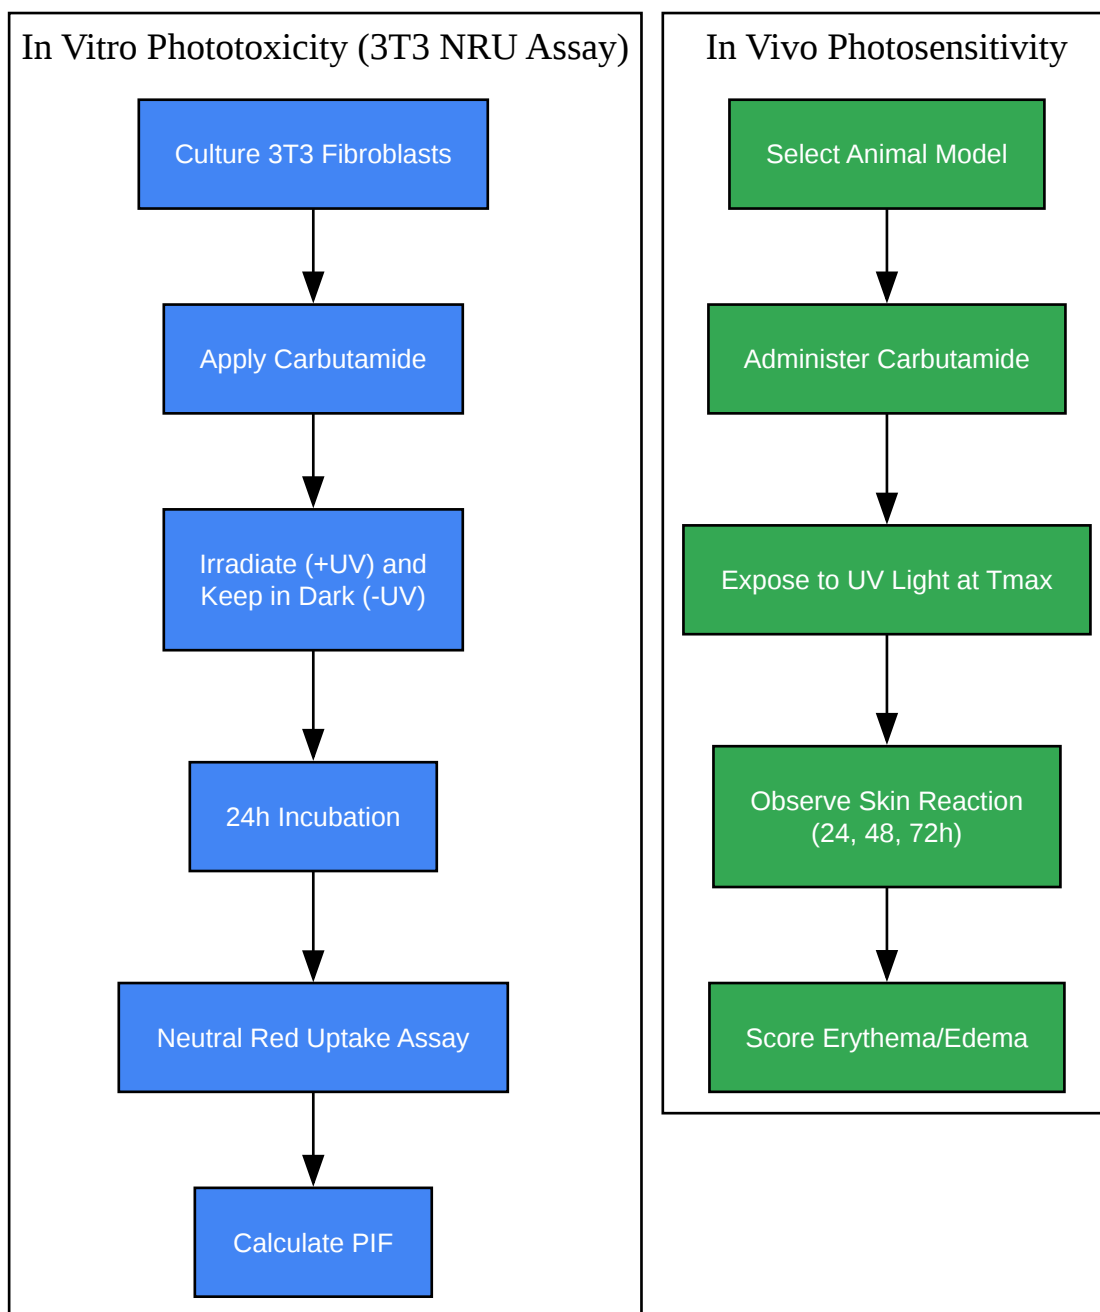 In Vitro Phototoxicity (3T3 NRU Assay)
Culture 3T3 Fibroblasts
Apply Carbutamide
Irradiate (+UV) and
Keep in Dark (-UV)
24h Incubation
Neutral Red Uptake Assay
Calculate PIF
In Vivo Photosensitivity
Select Animal Model
Administer Carbutamide
Expose to UV Light at Tmax
Observe Skin Reaction
(24, 48, 72h)
Score Erythema/Edema